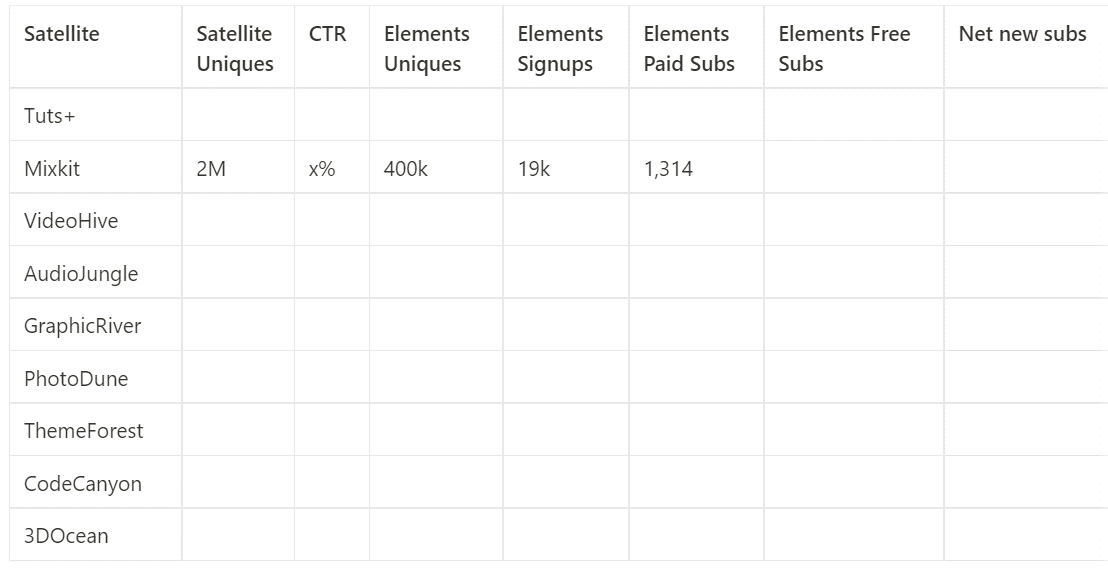 Satellite Satellite Uniques CTR Elements Uniques Elements Signups Elements Paid Subs Elements Free Subs Net new subs
Tuts+
Mixkit 2M x% 400k 19k 1,314
VideoHive
AudioJungle
GraphicRiver
PhotoDune
ThemeForest
CodeCanyon
3DOcean